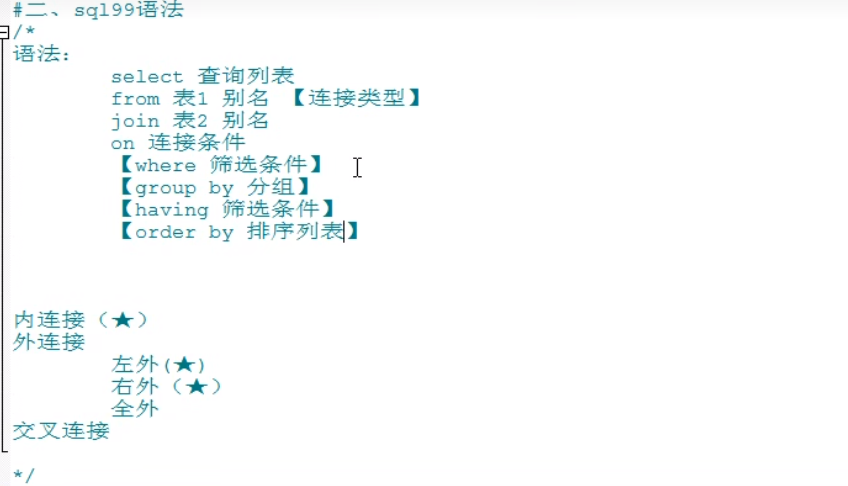 #二、sql99语法
/*
语法：
select 查询列表
from 表1 别名 【连接类型】
join 表2 别名
on 连接条件
【where 筛选条件】
【group by 分组】
【having 筛选条件】
【order by 排序列表】
内连接（★）
外连接
左外(★)
右外（★）
全外
交叉连接
*/